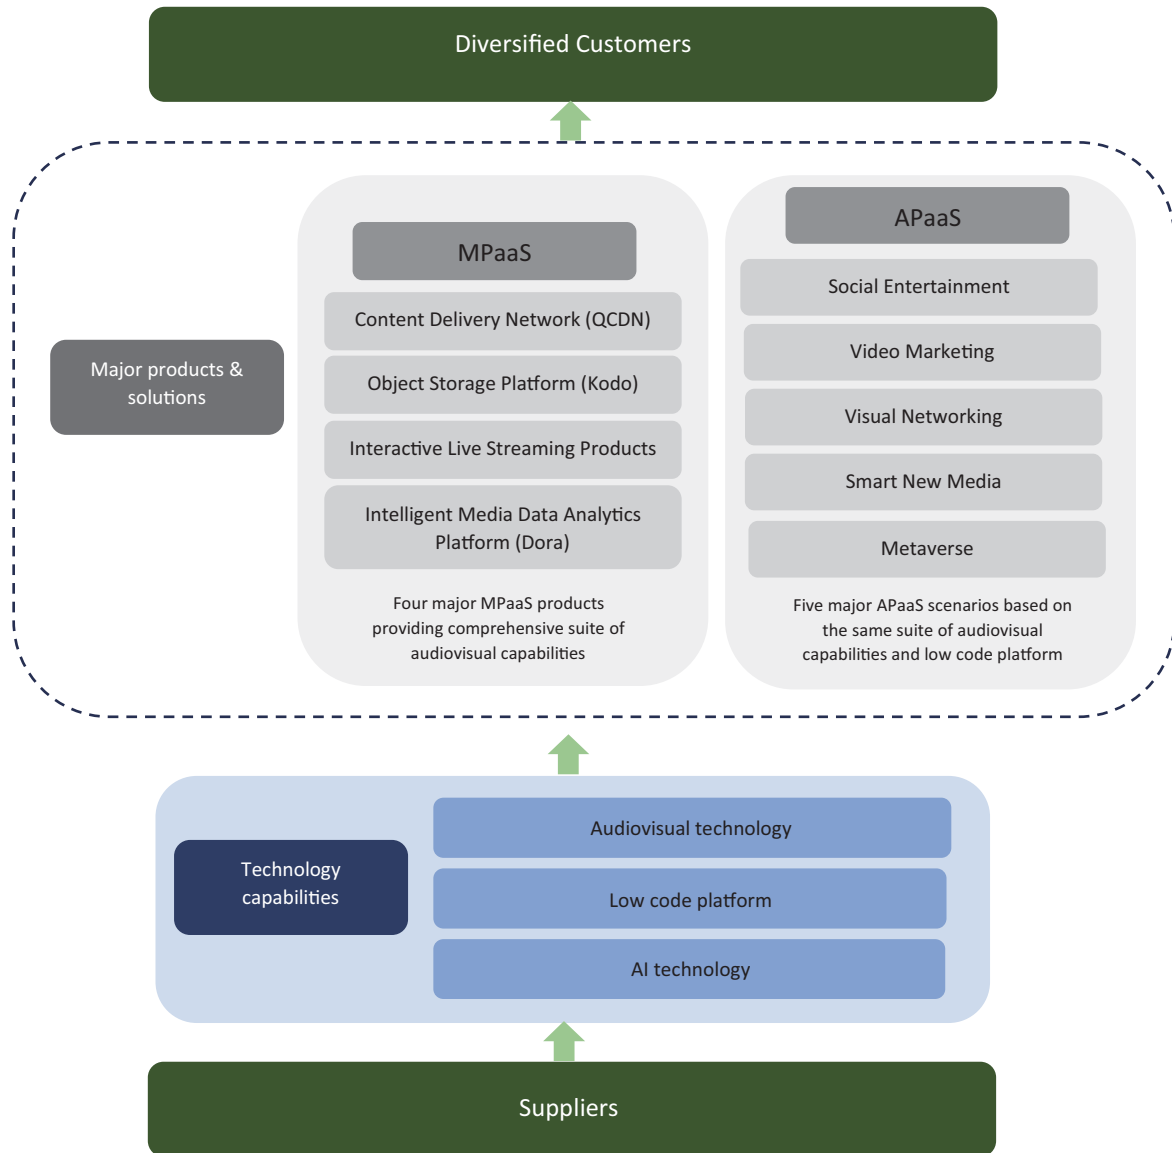 Diversified Customers
Major products &
solutions
MPaaS
Content Delivery Network (QCDN)
Object Storage Platform (Kodo)
Interactive Live Streaming Products
Intelligent Media Data Analytics
Platform (Dora)
Four major MPaaS products
providing comprehensive suite of
audiovisual capabilities
APaaS
Social Entertainment
Video Marketing
Visual Networking
Smart New Media
Metaverse
Five major APaaS scenarios based on
the same suite of audiovisual
capabilities and low code platform
Technology
capabilities
Audiovisual technology
Low code platform
AI technology
Suppliers